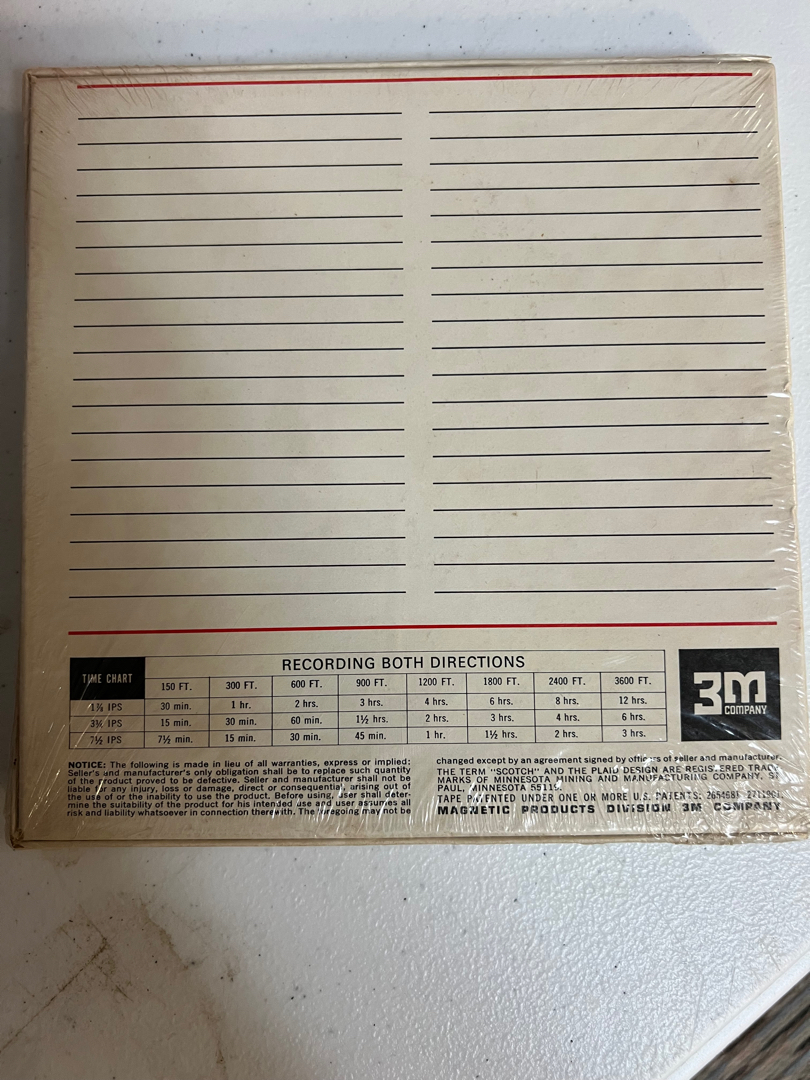 RECORDING BOTH DIRECTIONS
TIME CHART 150 FT. 300 FT. 600 FT. 900 FT. 1200 FT. 1800 FT. 2400 FT. 3600 FT.
1⅞ IPS 30 min. 1 hr. 2 hrs. 3 hrs. 4 hrs. 6 hrs. 8 hrs. 12 hrs.
3¾ IPS 15 min. 30 min. 60 min. 1½ hrs. 2 hrs. 3 hrs. 4 hrs. 6 hrs.
7½ IPS 7½ min. 15 min. 30 min. 45 min. 1 hr. 1½ hrs. 2 hrs. 3 hrs.
3M
COMPANY
NOTICE: The following is made in lieu of all warranties, express or implied:
Seller's and manufacturer's only obligation shall be to replace such quantity
of the product proved to be defective. Seller and manufacturer shall not be
liable for any injury, loss or damage, direct or consequential, arising out of
the use of or the inability to use the product. Before using, user shall deter-
mine the suitability of the product for his intended use and user assumes all
risk and liability whatsoever in connection therewith. The foregoing may not be
changed except by an agreement signed by officers of seller and manufacturer.
THE TERM "SCOTCH" AND THE PLAID DESIGN ARE REGISTERED TRADE
MARKS OF MINNESOTA MINING AND MANUFACTURING COMPANY, ST.
PAUL, MINNESOTA 55119.
TAPE PATENTED UNDER ONE OR MORE U.S. PATENTS:
MAGNETIC PRODUCTS DIVISION 3M COMPANY